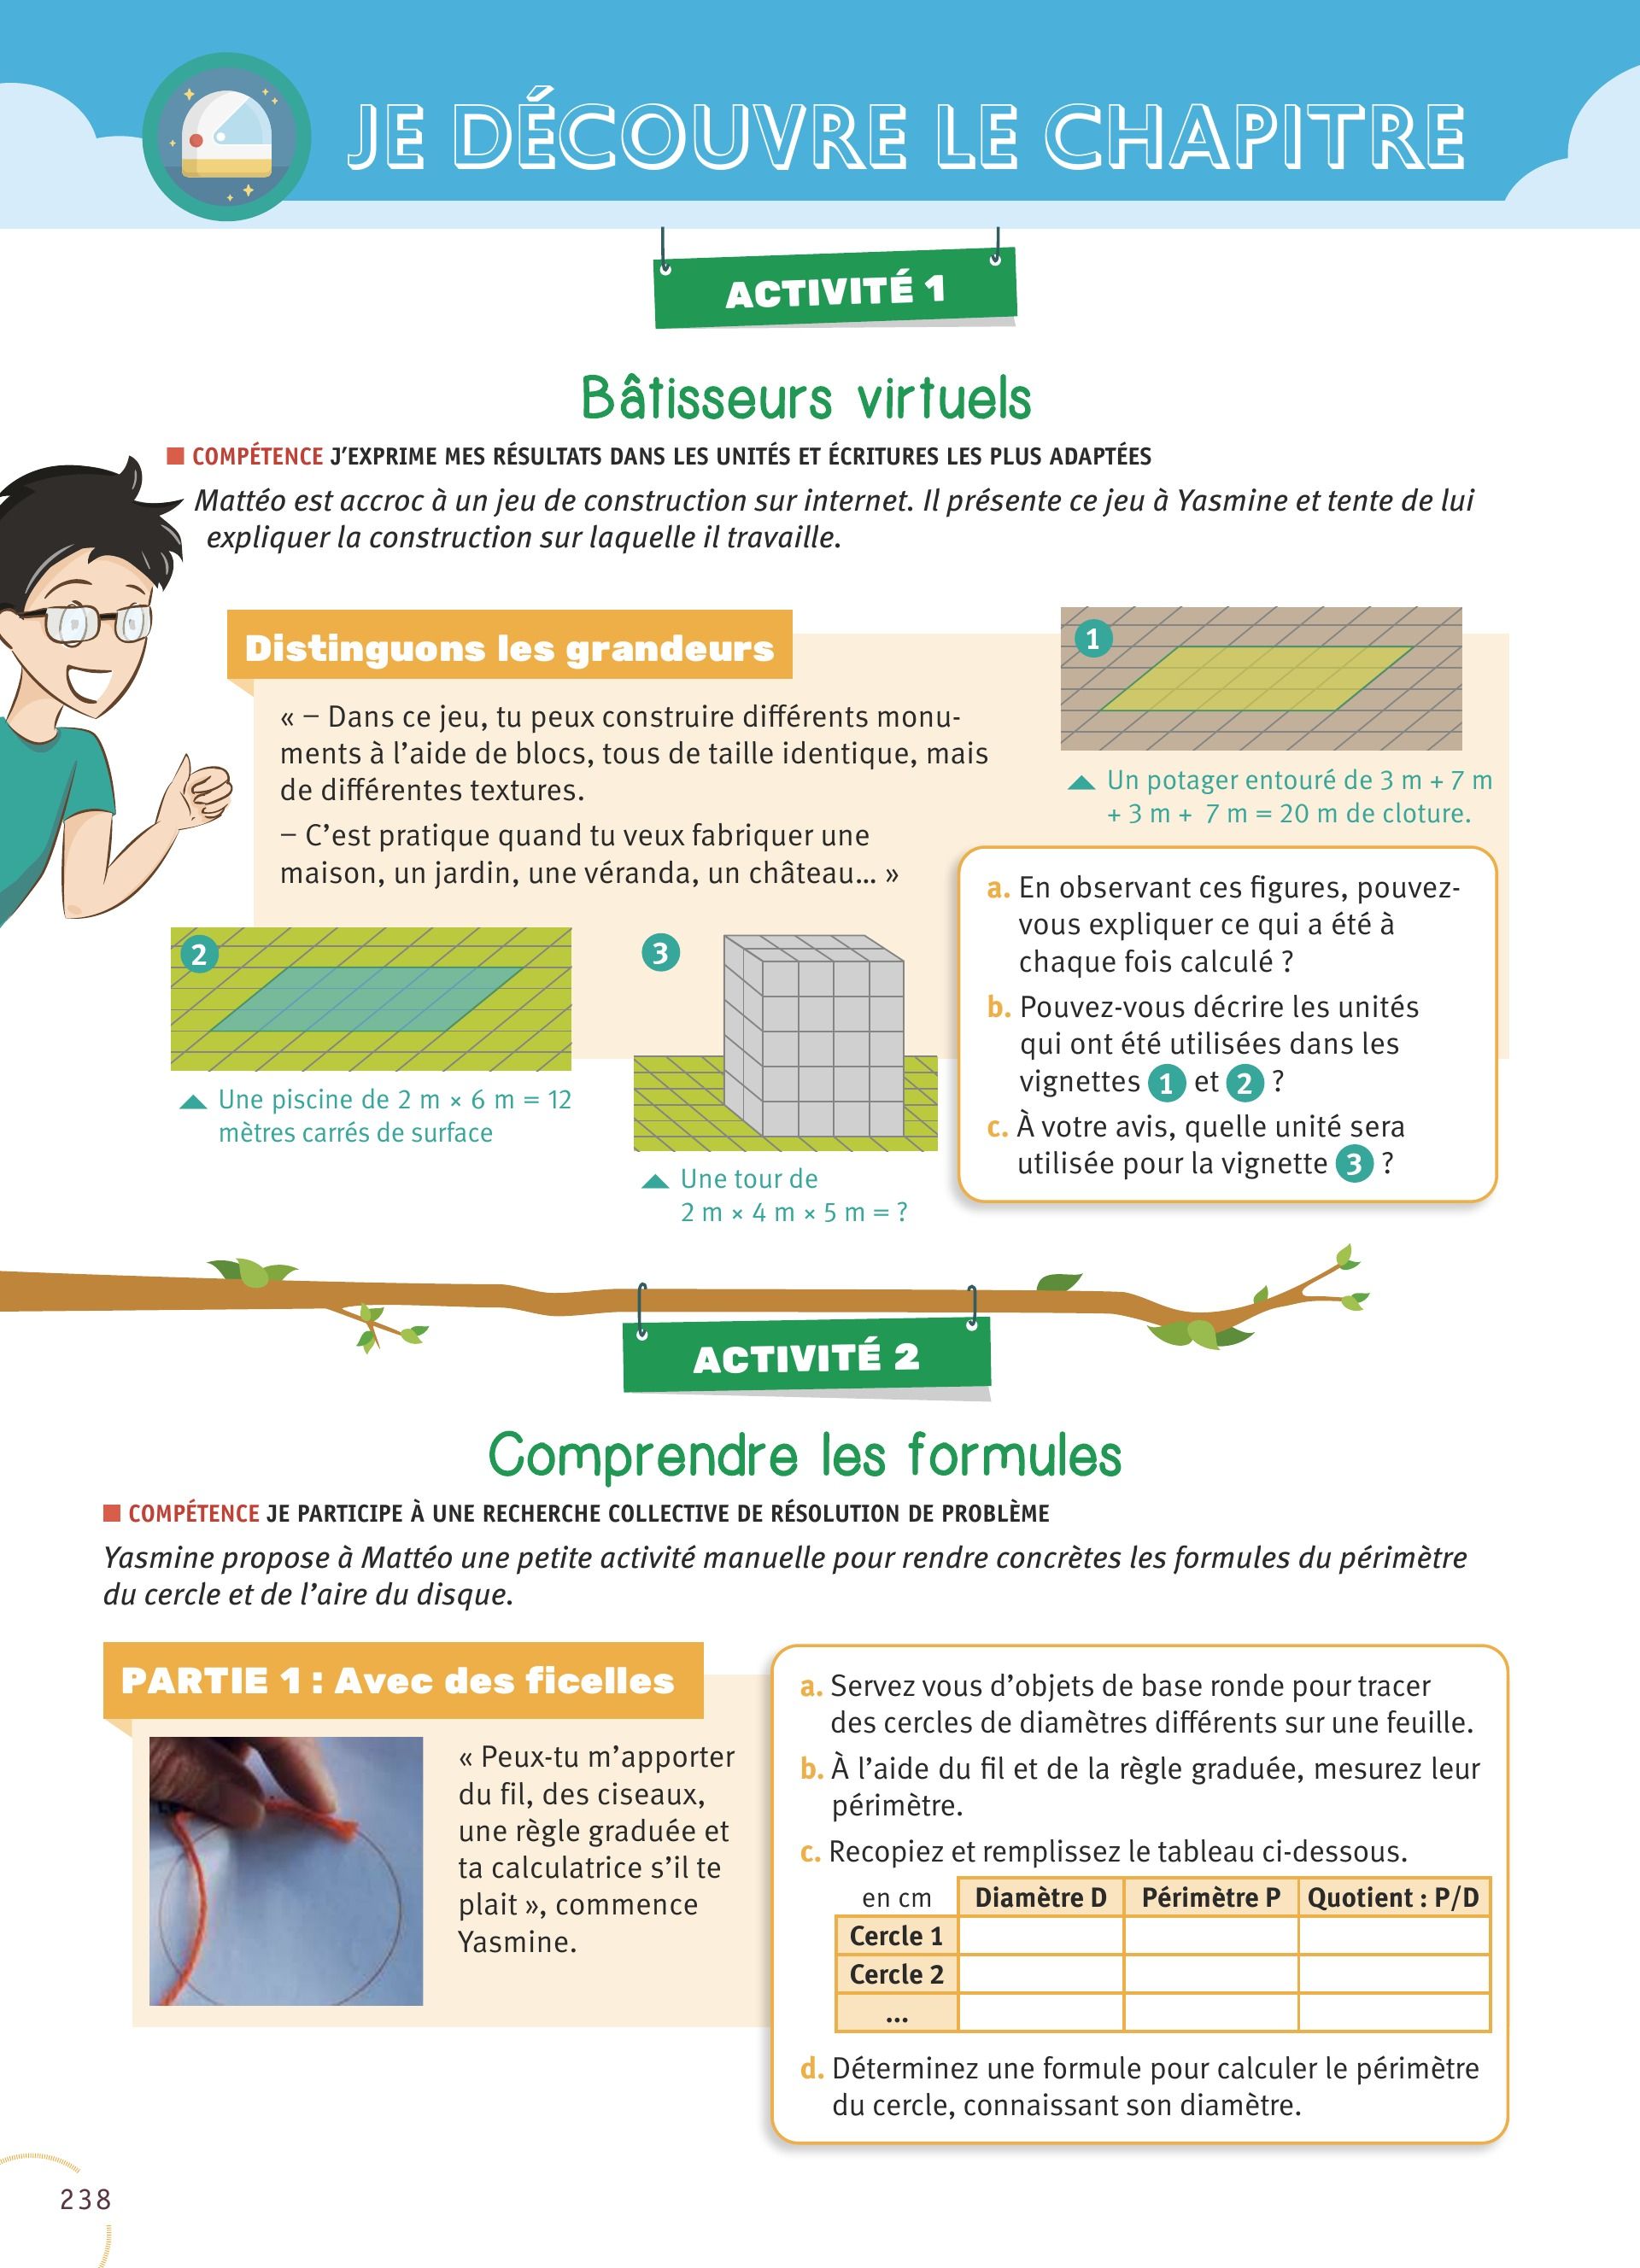 JE DÉCOUVRE LE CHAPITRE
ACTIVITÉ 1
Bâtisseurs virtuels
COMPÉTENCE J'EXPRIME MES RÉSULTATS DANS LES UNITÉS ET ÉCRITURES LES PLUS ADAPTÉES
Mattéo est accroc à un jeu de construction sur internet. Il présente ce jeu à Yasmine et tente de lui
expliquer la construction sur laquelle il travaille.
Distinguons les grandeurs
« – Dans ce jeu, tu peux construire différents monu-
ments à l'aide de blocs, tous de taille identique, mais
de différentes textures.
– C'est pratique quand tu veux fabriquer une
maison, un jardin, une véranda, un château... »
1
Un potager entouré de 3 m + 7 m
+ 3 m + 7 m = 20 m de cloture.
2
Une piscine de 2 m × 6 m = 12
mètres carrés de surface
3
Une tour de
2 m × 4 m × 5 m = ?
a. En observant ces figures, pouvez-
vous expliquer ce qui a été à
chaque fois calculé ?
b. Pouvez-vous décrire les unités
qui ont été utilisées dans les
vignettes 1 et 2 ?
c. À votre avis, quelle unité sera
utilisée pour la vignette 3 ?
ACTIVITÉ 2
Comprendre les formules
COMPÉTENCE JE PARTICIPE À UNE RECHERCHE COLLECTIVE DE RÉSOLUTION DE PROBLÈME
Yasmine propose à Mattéo une petite activité manuelle pour rendre concrètes les formules du périmètre
du cercle et de l'aire du disque.
PARTIE 1 : Avec des ficelles
« Peux-tu m'apporter
du fil, des ciseaux,
une règle graduée et
ta calculatrice s'il te
plait », commence
Yasmine.
a. Servez vous d'objets de base ronde pour tracer
des cercles de diamètres différents sur une feuille.
b. À l'aide du fil et de la règle graduée, mesurez leur
périmètre.
c. Recopiez et remplissez le tableau ci-dessous.
en cm Diamètre D Périmètre P Quotient : P/D
Cercle 1
Cercle 2
...
d. Déterminez une formule pour calculer le périmètre
du cercle, connaissant son diamètre.
238